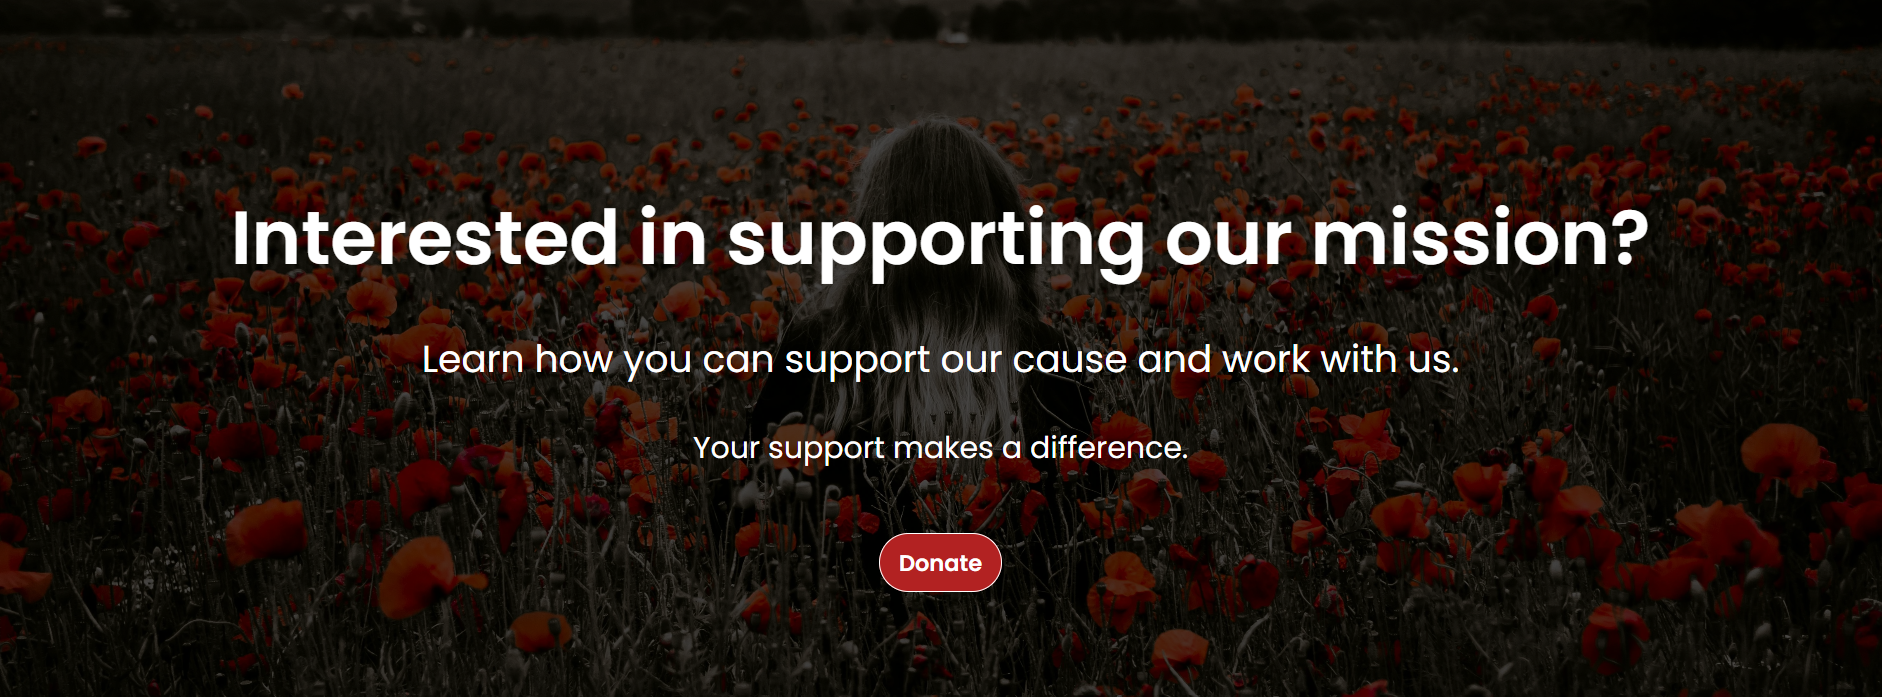 Interested in supporting our mission?
Learn how you can support our cause and work with us.
Your support makes a difference.
Donate